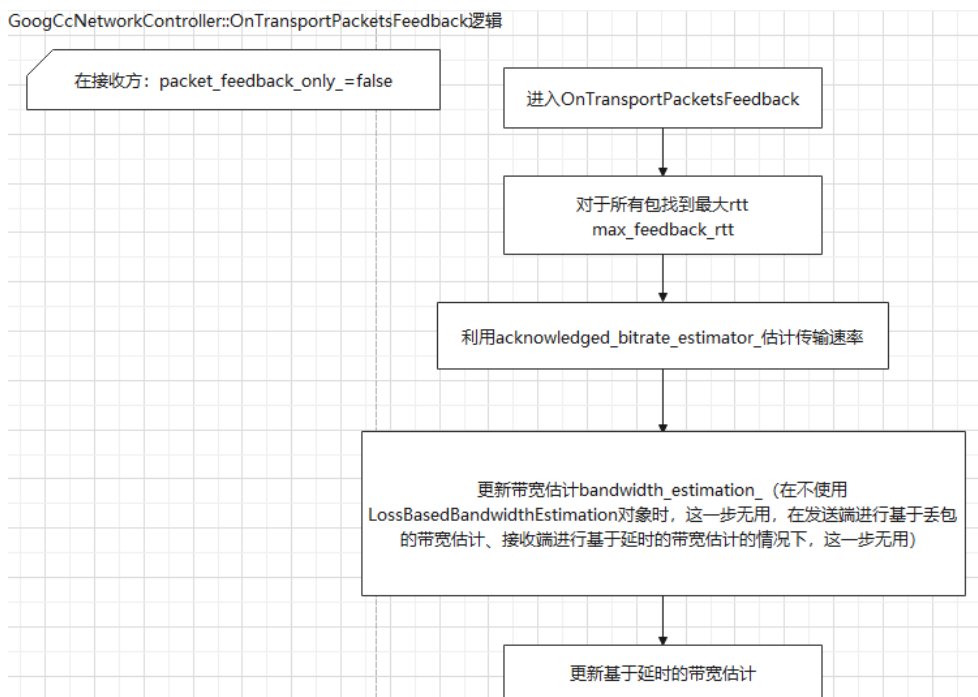 GoogCcNetworkController::OnTransportPacketsFeedback逻辑
在接收方：packet_feedback_only_=false
进入OnTransportPacketsFeedback
对于所有包找到最大rtt
max_feedback_rtt
利用acknowledged_bitrate_estimator_估计传输速率
更新带宽估计bandwidth_estimation_（在不使用
LossBasedBandwidthEstimation对象时，这一步无用，在发送端进行基于丢包
的带宽估计、接收端进行基于延时的带宽估计的情况下，这一步无用）
更新基于延时的带宽估计